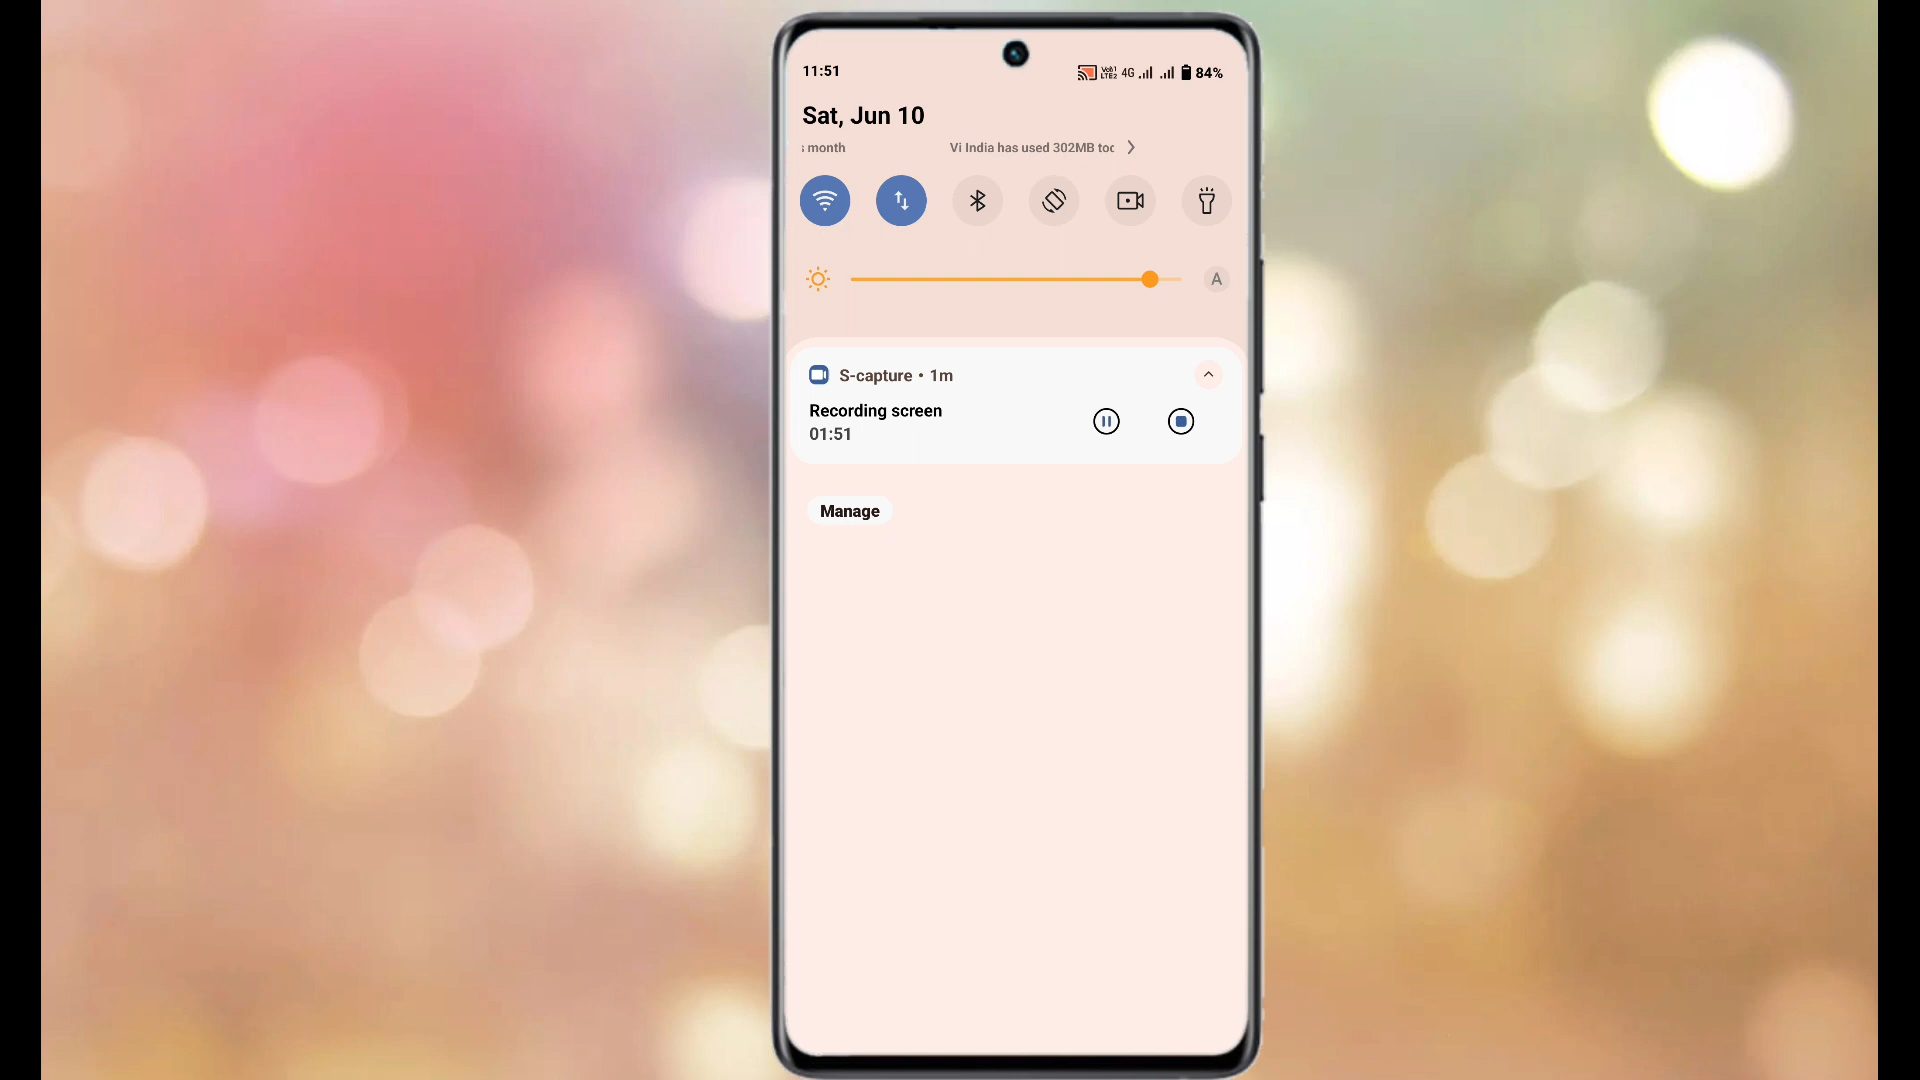 11:51
4G 84%
Sat, Jun 10
s month Vi India has used 302MB
A
S-capture • 1m
Recording screen
01:51
Manage